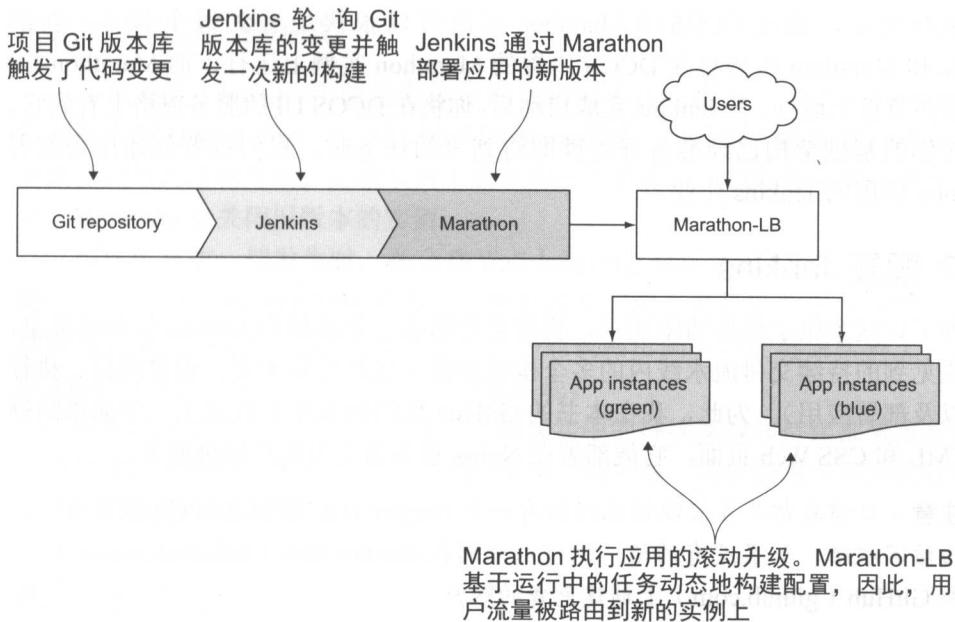 项目 Git 版本库
触发了代码变更
Jenkins 轮 询 Git
版本库的变更并触
发一次新的构建
Jenkins 通过 Marathon
部署应用的新版本
Users
Git repository
Jenkins
Marathon
Marathon-LB
App instances
(green)
App instances
(blue)
Marathon 执行应用的滚动升级。Marathon-LB
基于运行中的任务动态地构建配置，因此，用
户流量被路由到新的实例上